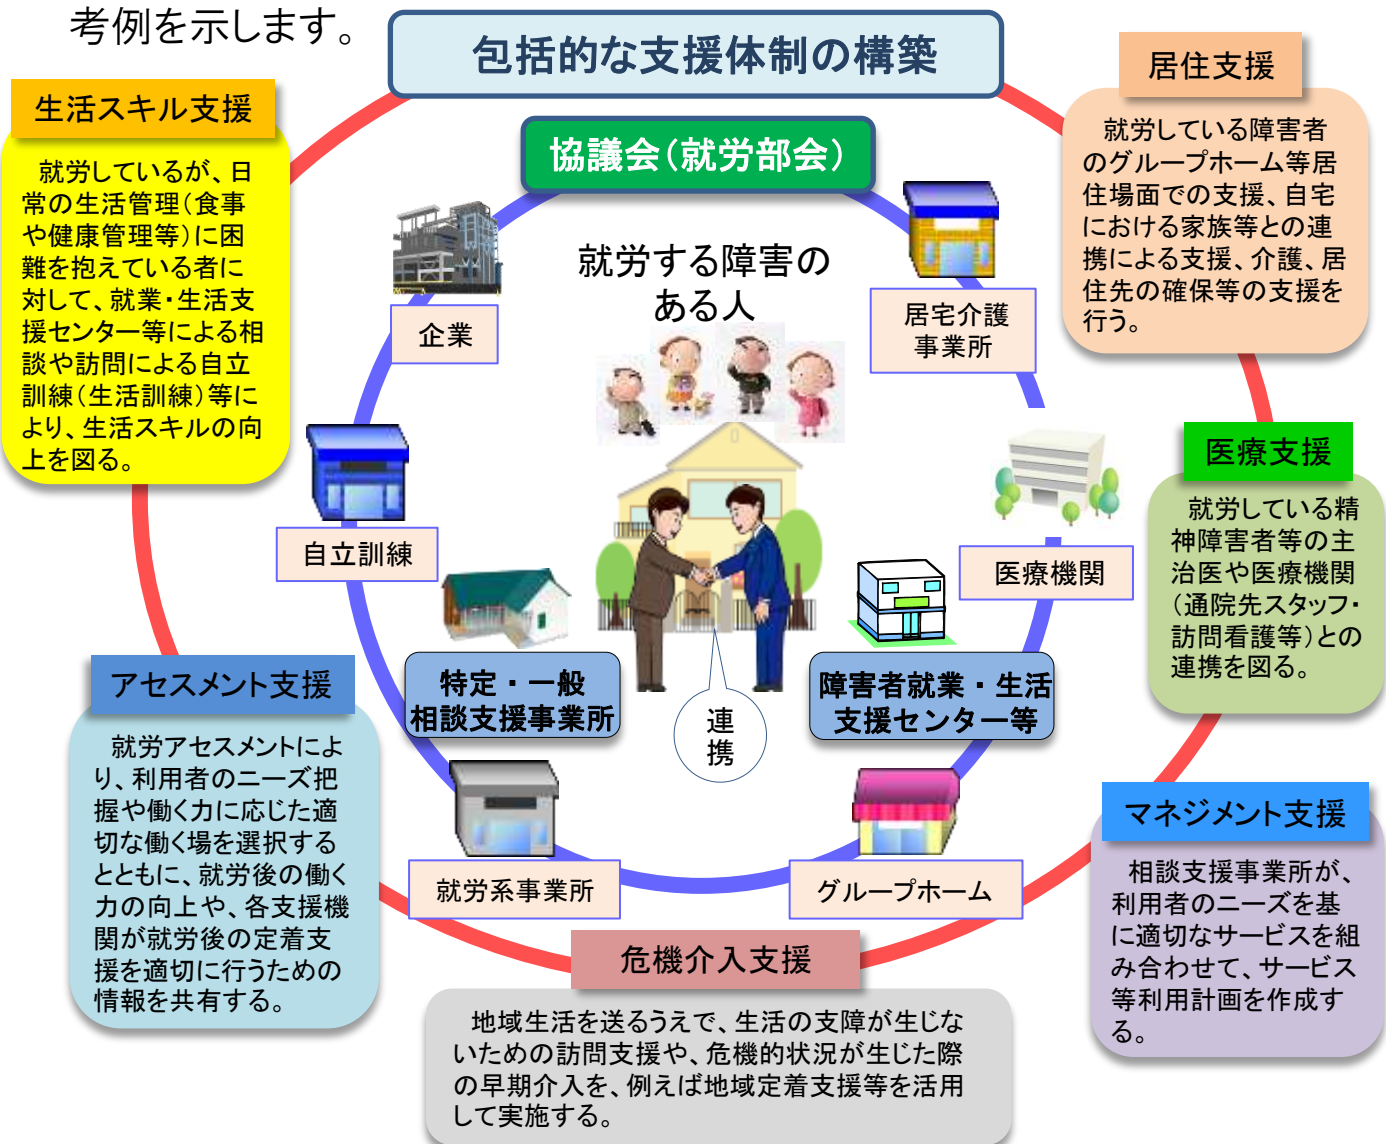 考例を示します。
包括的な支援体制の構築
協議会（就労部会）
生活スキル支援
就労しているが、日
常の生活管理（食事
や健康管理等）に困
難を抱えている者に
対して、就業・生活支
援センター等による相
談や訪問による自立
訓練（生活訓練）等に
より、生活スキルの向
上を図る。
居住支援
就労している障害者
のグループホーム等居
住場面での支援、自宅
における家族等との連
携による支援、介護、居
住先の確保等の支援を
行う。
就労する障害の
ある人
企業
居宅介護
事業所
自立訓練
医療機関
医療支援
就労している精
神障害者等の主
治医や医療機関
（通院先スタッフ・
訪問看護等）との
連携を図る。
特定・一般
相談支援事業所
連
携
障害者就業・生活
支援センター等
アセスメント支援
就労アセスメントによ
り、利用者のニーズ把
握や働く力に応じた適
切な働く場を選択する
とともに、就労後の働く
力の向上や、各支援機
関が就労後の定着支
援を適切に行うための
情報を共有する。
就労系事業所
グループホーム
マネジメント支援
相談支援事業所が、
利用者のニーズを基
に適切なサービスを組
み合わせて、サービス
等利用計画を作成す
る。
危機介入支援
地域生活を送るうえで、生活の支障が生じな
いための訪問支援や、危機的状況が生じた際
の早期介入を、例えば地域定着支援等を活用
して実施する。